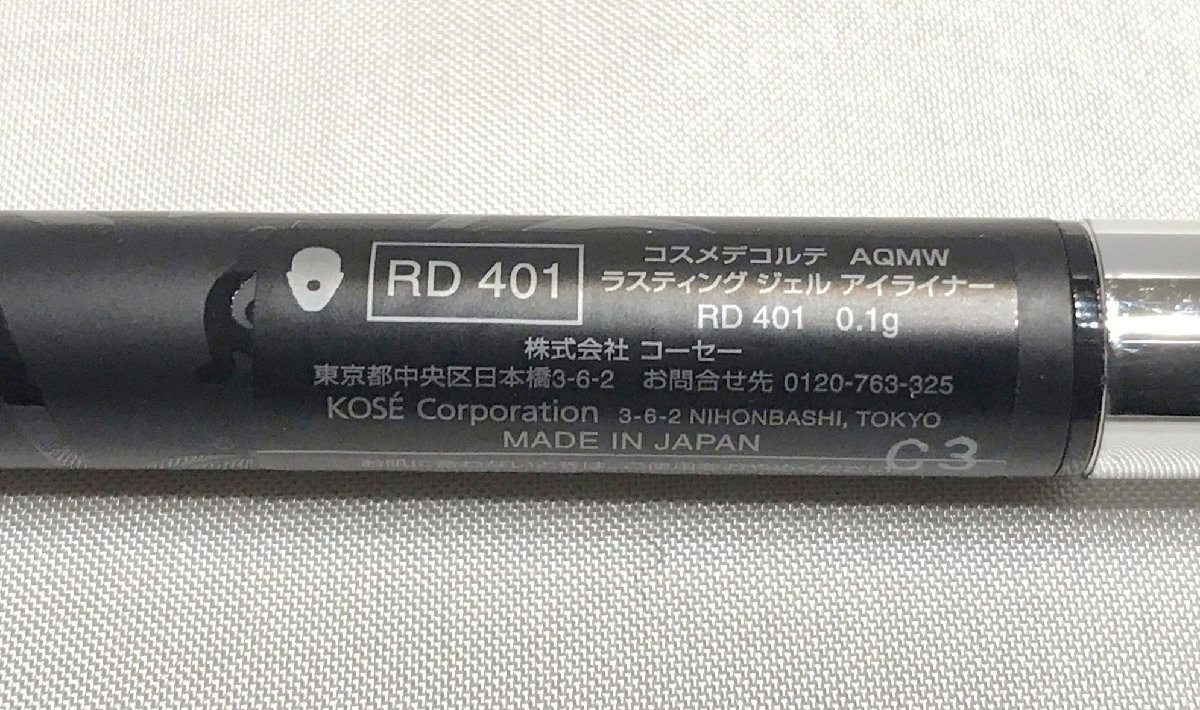 RD 401
コスメデコルテ AQMW
ラスティング ジェル アイライナー
RD 401 0.1g
株式会社 コーセー
東京都中央区日本橋3-6-2 お問合せ先 0120-763-325
KOSÉ Corporation 3-6-2 NIHONBASHI, TOKYO
MADE IN JAPAN
C3